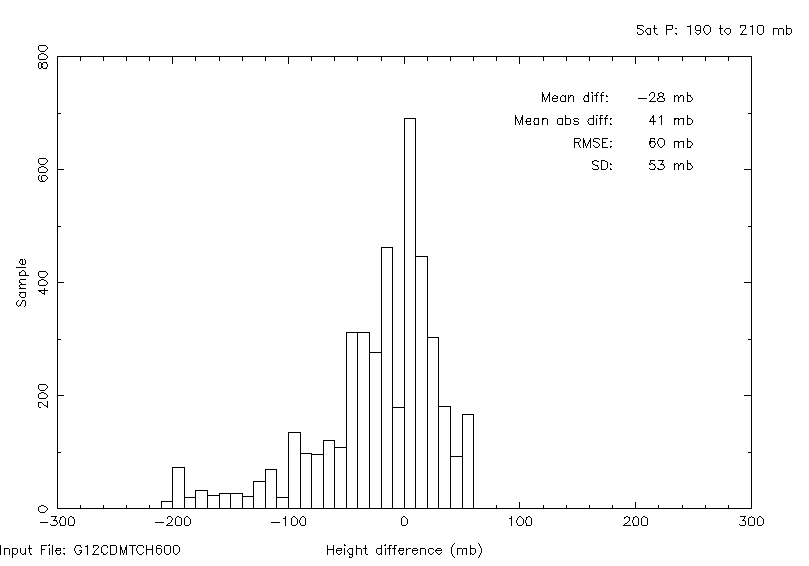 Sat P: 190 to 210 mb
800
Mean diff: −28 mb
Mean abs diff: 41 mb
RMSE: 60 mb
SD: 53 mb
600
Sample
400
200
0
−300 −200 −100 0 100 200 300
Input File: G12CDMTCH600 Height difference (mb)